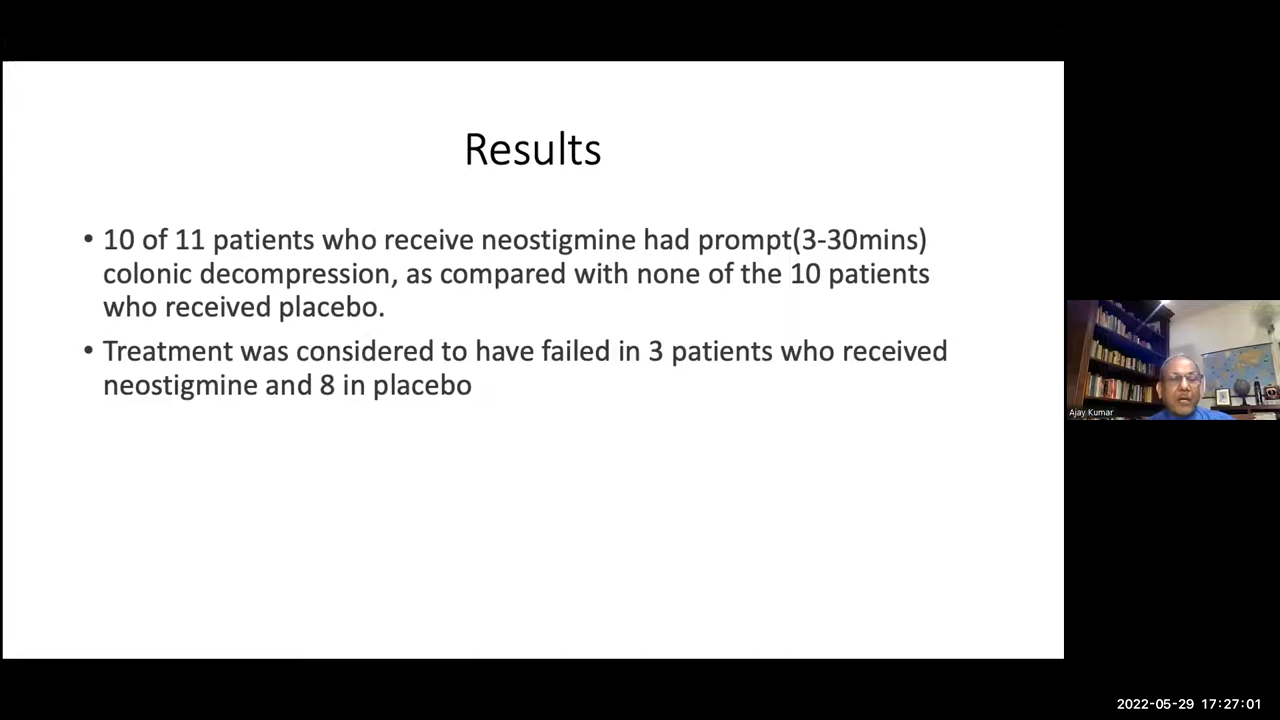 Results
• 10 of 11 patients who receive neostigmine had prompt(3-30mins)
colonic decompression, as compared with none of the 10 patients
who received placebo.
• Treatment was considered to have failed in 3 patients who received
neostigmine and 8 in placebo
Ajay Kumar
2022-05-29 17:27:01